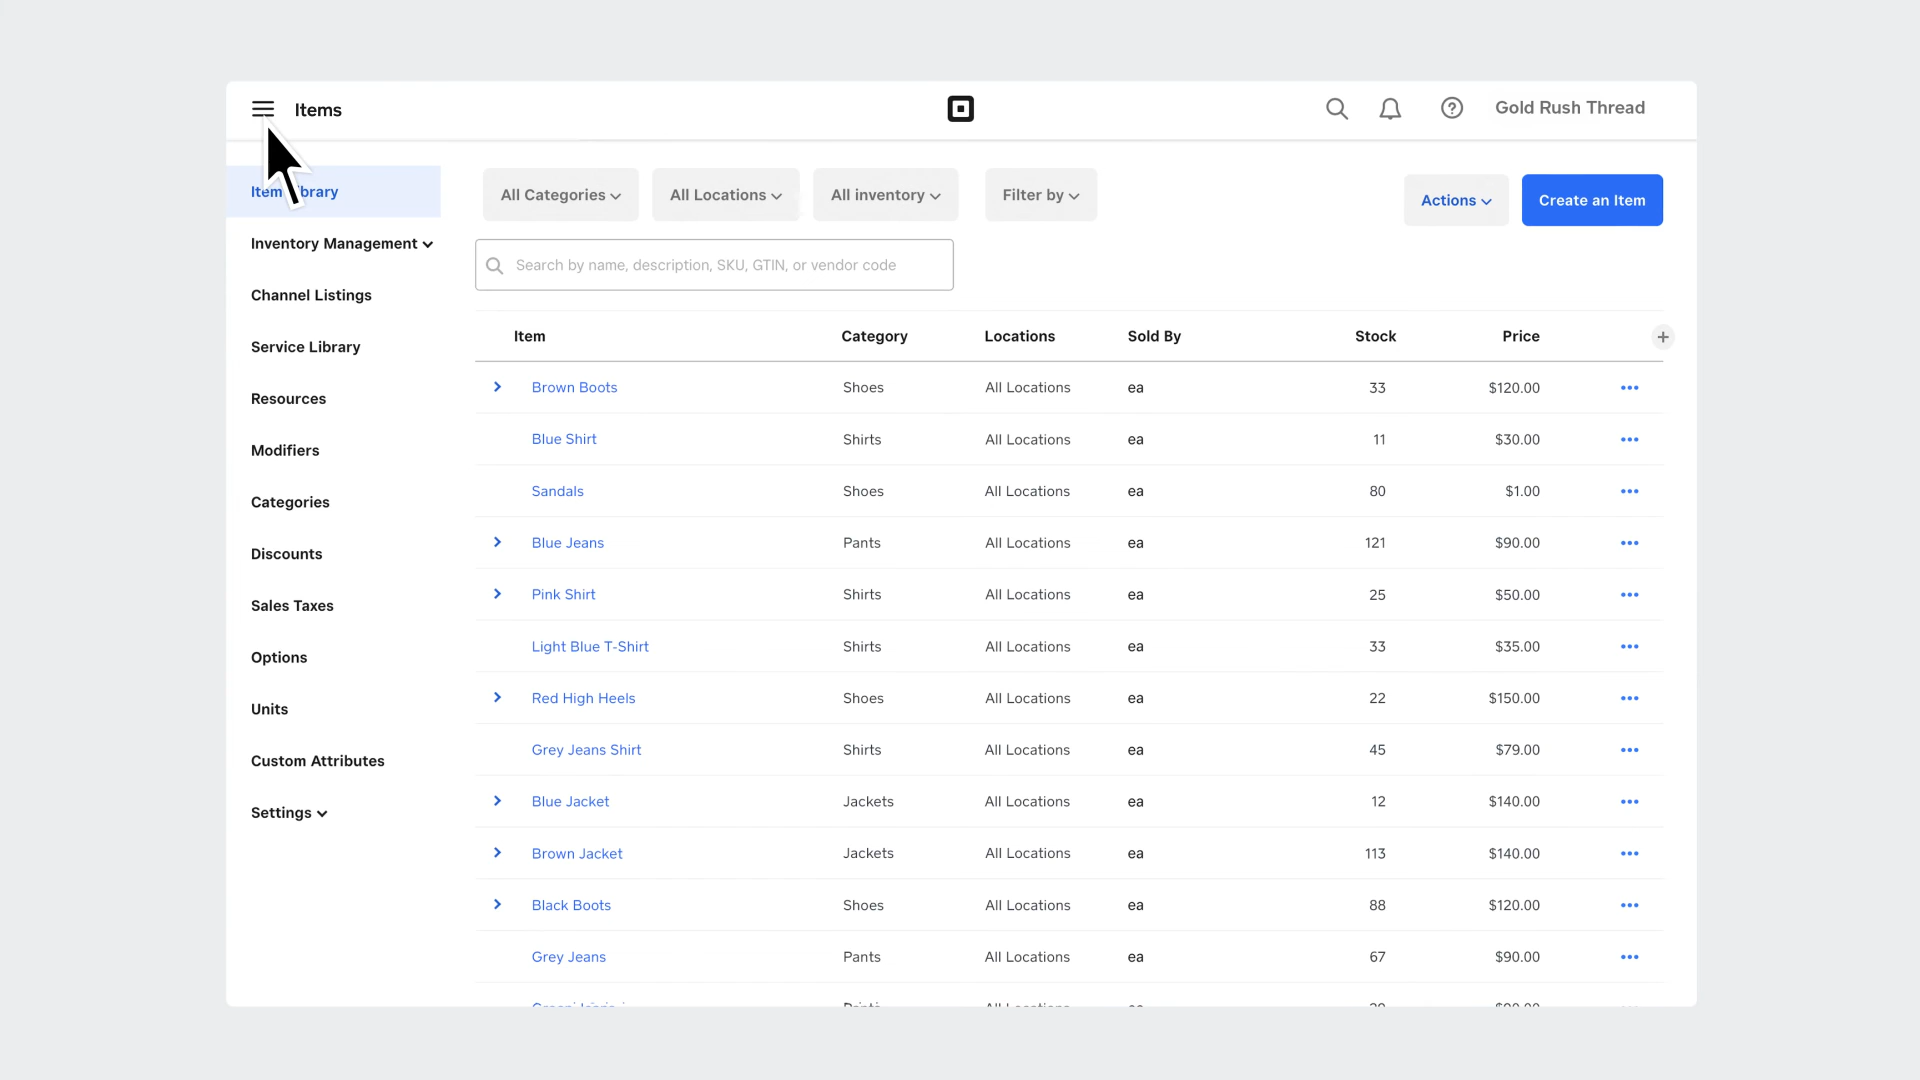 Items
Gold Rush Thread
Item Library
Inventory Management
Channel Listings
Service Library
Resources
Modifiers
Categories
Discounts
Sales Taxes
Options
Units
Custom Attributes
Settings
All Categories All Locations All inventory Filter by
Actions Create an Item
Search by name, description, SKU, GTIN, or vendor code
Item Category Locations Sold By Stock Price
Brown Boots Shoes All Locations ea 33 $120.00
Blue Shirt Shirts All Locations ea 11 $30.00
Sandals Shoes All Locations ea 80 $1.00
Blue Jeans Pants All Locations ea 121 $90.00
Pink Shirt Shirts All Locations ea 25 $50.00
Light Blue T-Shirt Shirts All Locations ea 33 $35.00
Red High Heels Shoes All Locations ea 22 $150.00
Grey Jeans Shirt Shirts All Locations ea 45 $79.00
Blue Jacket Jackets All Locations ea 12 $140.00
Brown Jacket Jackets All Locations ea 113 $140.00
Black Boots Shoes All Locations ea 88 $120.00
Grey Jeans Pants All Locations ea 67 $90.00